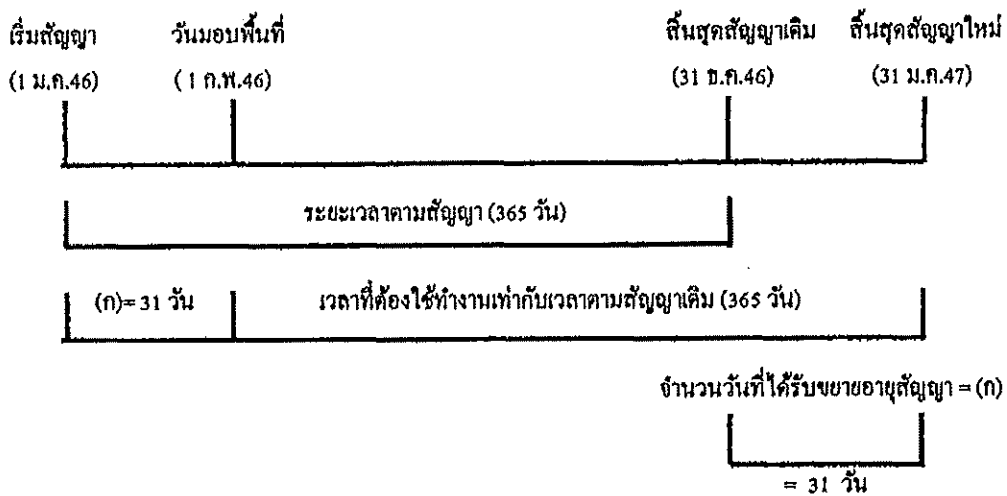 เริ่มสัญญา วันมอบพื้นที่ สิ้นสุดสัญญาเดิม สิ้นสุดสัญญาใหม่
(1 ม.ค.46) ( 1 ก.พ.46) (31 ธ.ค.46) (31 ม.ค.47)
ระยะเวลาตามสัญญา (365 วัน)
(ก)= 31 วัน เวลาที่ต้องใช้ทำงานเท่ากับเวลาตามสัญญาเดิม (365 วัน)
จำนวนวันที่ได้รับขยายอายุสัญญา = (ก)
= 31 วัน